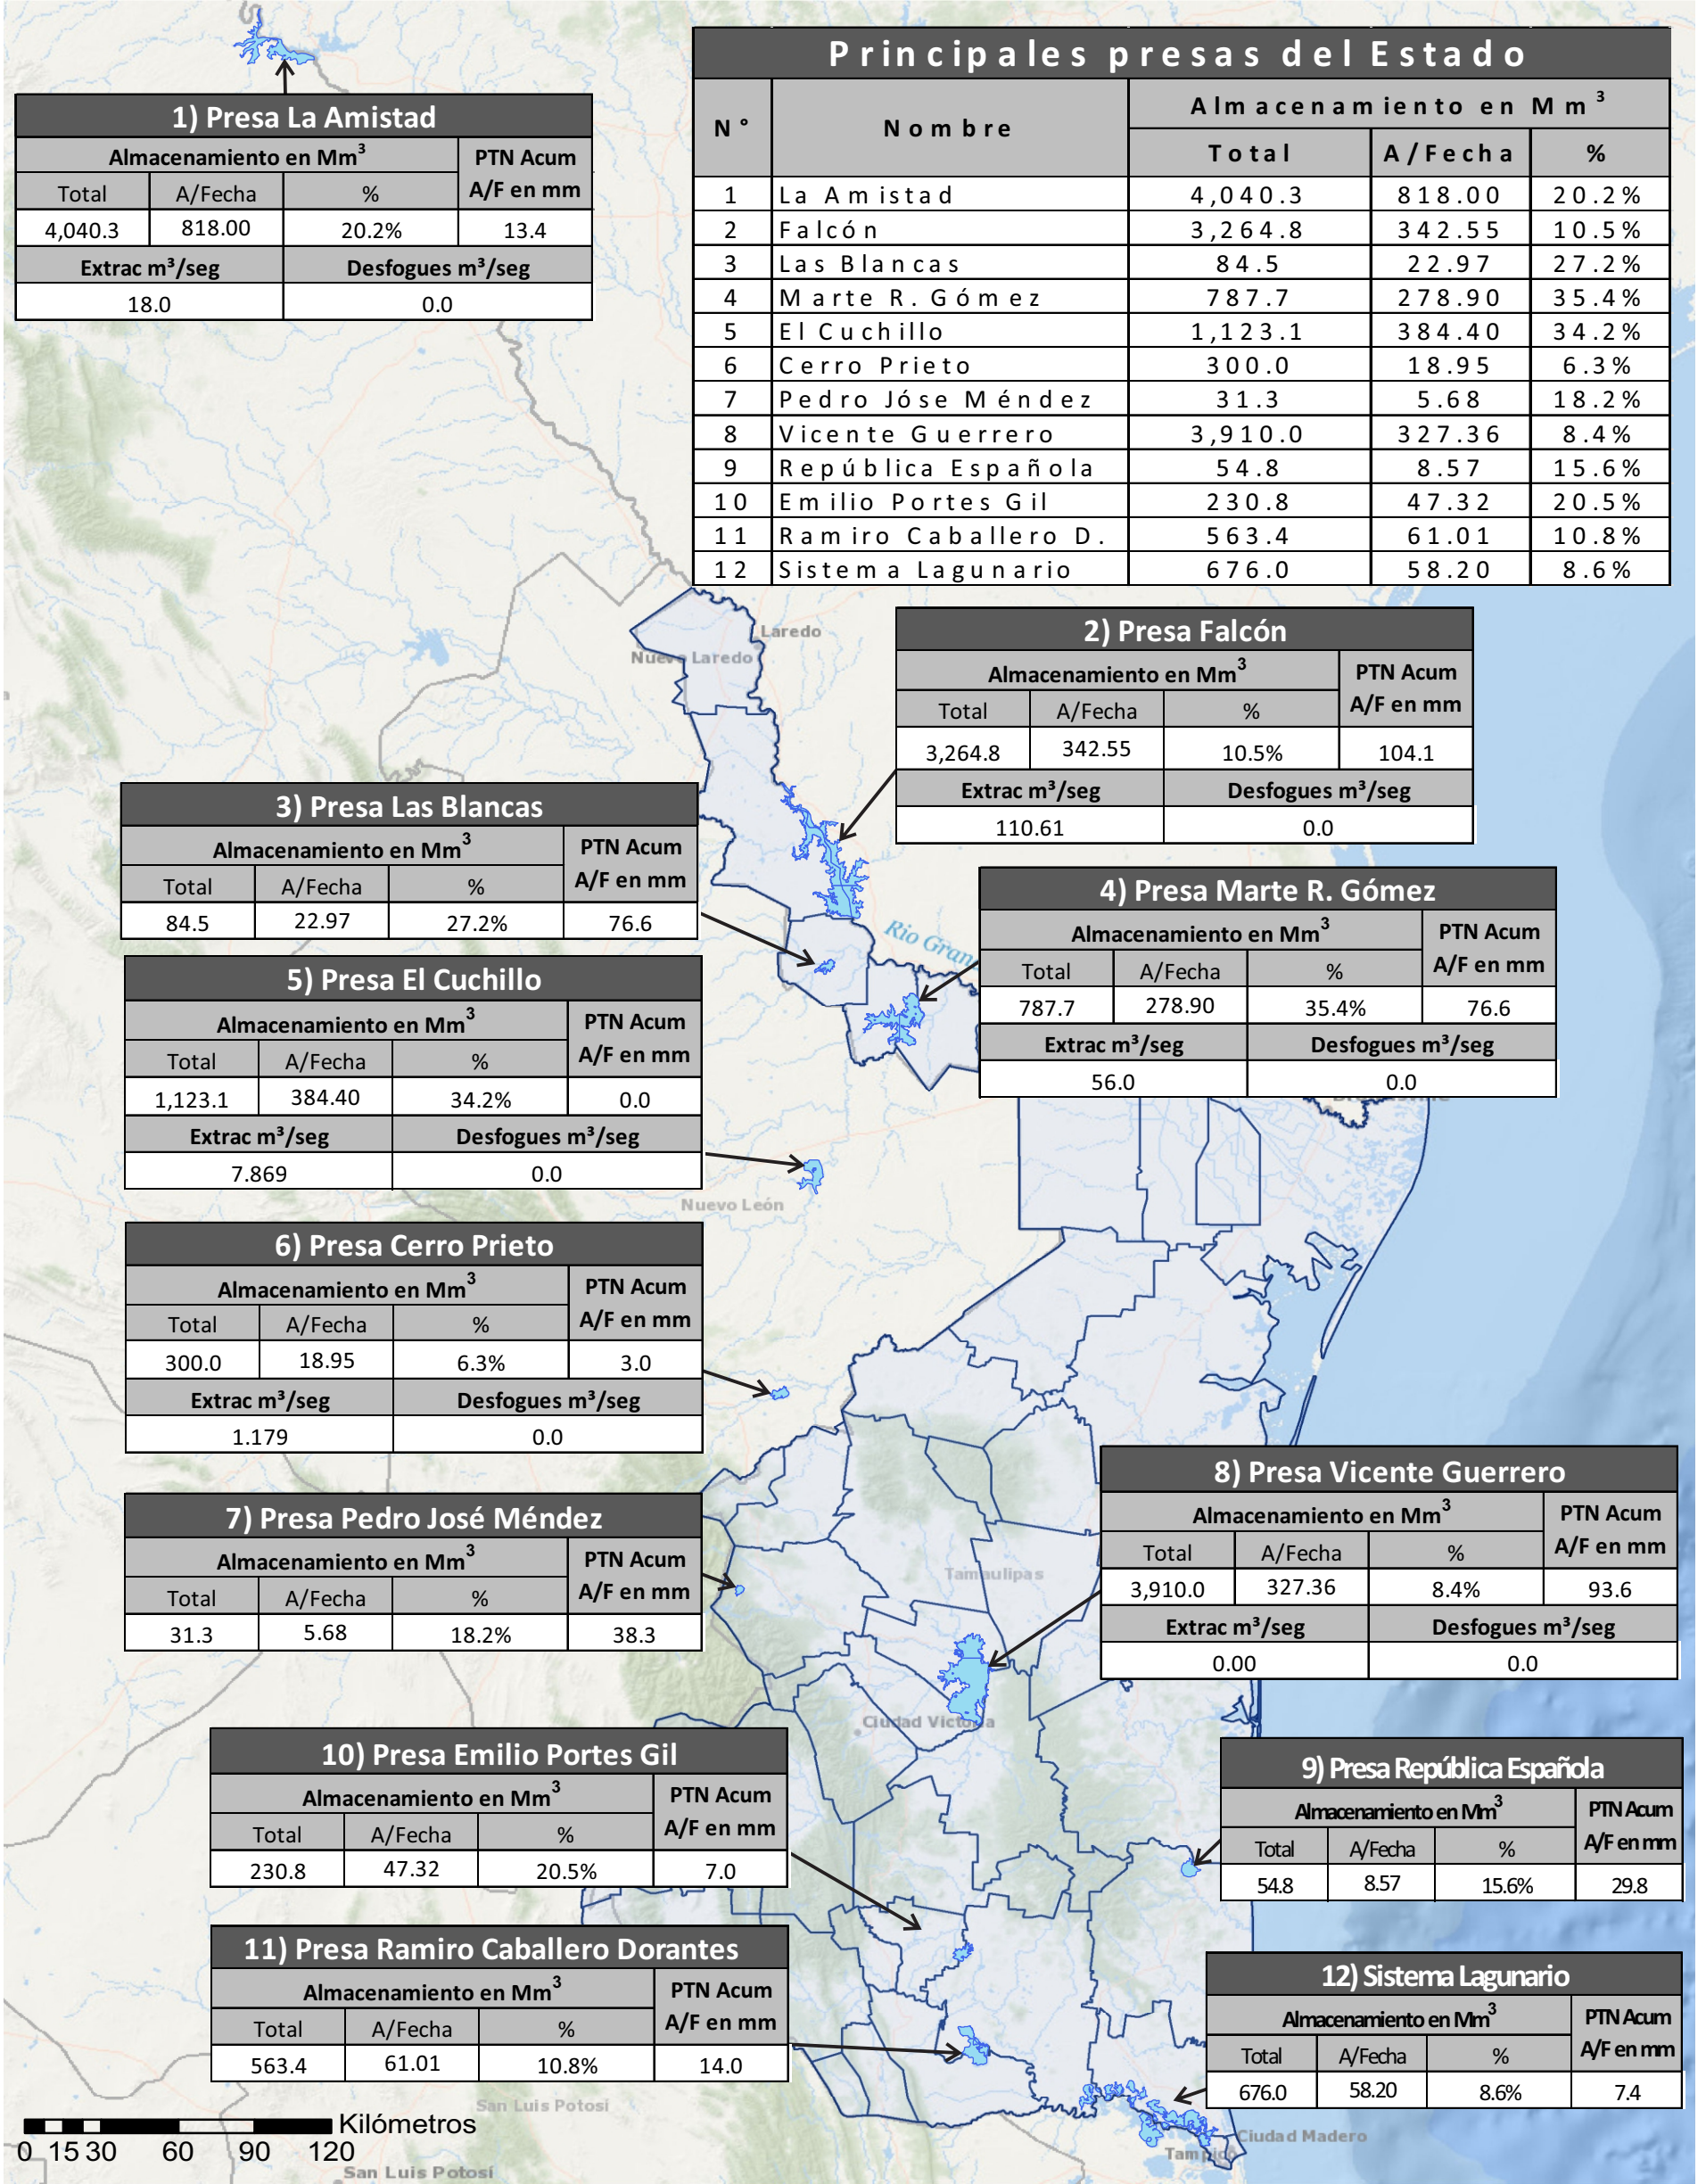 Principales presas del Estado
N° Nombre Almacenamiento en Mm³
Total A/Fecha %
1 La Amistad 4,040.3 818.00 20.2%
2 Falcón 3,264.8 342.55 10.5%
3 Las Blancas 84.5 22.97 27.2%
4 Marte R. Gómez 787.7 278.90 35.4%
5 El Cuchillo 1,123.1 384.40 34.2%
6 Cerro Prieto 300.0 18.95 6.3%
7 Pedro Jóse Méndez 31.3 5.68 18.2%
8 Vicente Guerrero 3,910.0 327.36 8.4%
9 República Española 54.8 8.57 15.6%
10 Emilio Portes Gil 230.8 47.32 20.5%
11 Ramiro Caballero D. 563.4 61.01 10.8%
12 Sistema Lagunario 676.0 58.20 8.6%
1) Presa La Amistad
Almacenamiento en Mm³ PTN Acum
Total A/Fecha % A/F en mm
4,040.3 818.00 20.2% 13.4
Extrac m³/seg Desfogues m³/seg
18.0 0.0
Laredo
Nuevo Laredo
2) Presa Falcón
Almacenamiento en Mm³ PTN Acum
Total A/Fecha % A/F en mm
3,264.8 342.55 10.5% 104.1
Extrac m³/seg Desfogues m³/seg
110.61 0.0
3) Presa Las Blancas
Almacenamiento en Mm³ PTN Acum
Total A/Fecha % A/F en mm
84.5 22.97 27.2% 76.6
Rio Gran
4) Presa Marte R. Gómez
Almacenamiento en Mm³ PTN Acum
Total A/Fecha % A/F en mm
787.7 278.90 35.4% 76.6
Extrac m³/seg Desfogues m³/seg
56.0 0.0
5) Presa El Cuchillo
Almacenamiento en Mm³ PTN Acum
Total A/Fecha % A/F en mm
1,123.1 384.40 34.2% 0.0
Extrac m³/seg Desfogues m³/seg
7.869 0.0
Nuevo León
6) Presa Cerro Prieto
Almacenamiento en Mm³ PTN Acum
Total A/Fecha % A/F en mm
300.0 18.95 6.3% 3.0
Extrac m³/seg Desfogues m³/seg
1.179 0.0
7) Presa Pedro José Méndez
Almacenamiento en Mm³ PTN Acum
Total A/Fecha % A/F en mm
31.3 5.68 18.2% 38.3
8) Presa Vicente Guerrero
Almacenamiento en Mm³ PTN Acum
Total A/Fecha % A/F en mm
3,910.0 327.36 8.4% 93.6
Extrac m³/seg Desfogues m³/seg
0.00 0.0
Tamaulipas
Ciudad Victoria
10) Presa Emilio Portes Gil
Almacenamiento en Mm³ PTN Acum
Total A/Fecha % A/F en mm
230.8 47.32 20.5% 7.0
9) Presa República Española
Almacenamiento en Mm³ PTN Acum
Total A/Fecha % A/F en mm
54.8 8.57 15.6% 29.8
11) Presa Ramiro Caballero Dorantes
Almacenamiento en Mm³ PTN Acum
Total A/Fecha % A/F en mm
563.4 61.01 10.8% 14.0
12) Sistema Lagunario
Almacenamiento en Mm³ PTN Acum
Total A/Fecha % A/F en mm
676.0 58.20 8.6% 7.4
San Luis Potosí
Kilómetros
0 15 30 60 90 120
Ciudad Madero
Tampico
San Luis Potosí